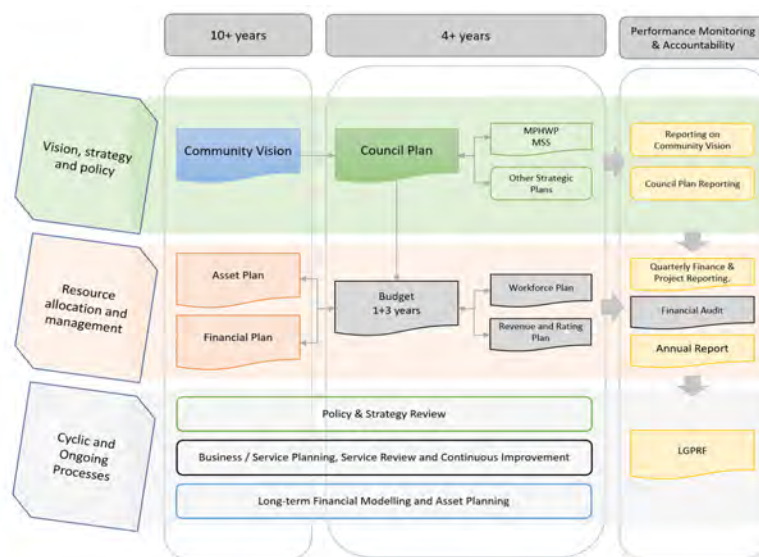 10+ years
4+ years
Performance Monitoring
& Accountability
Vision, strategy
and policy
Community Vision
Council Plan
MPHWP
MSS
Other Strategic
Plans
Reporting on
Community Vision
Council Plan Reporting
Resource
allocation and
management
Asset Plan
Financial Plan
Budget
1+3 years
Workforce Plan
Revenue and Rating
Plan
Quarterly Finance &
Project Reporting.
Financial Audit
Annual Report
Cyclic and
Ongoing
Processes
Policy & Strategy Review
Business / Service Planning, Service Review and Continuous Improvement
Long-term Financial Modelling and Asset Planning
LGPRF